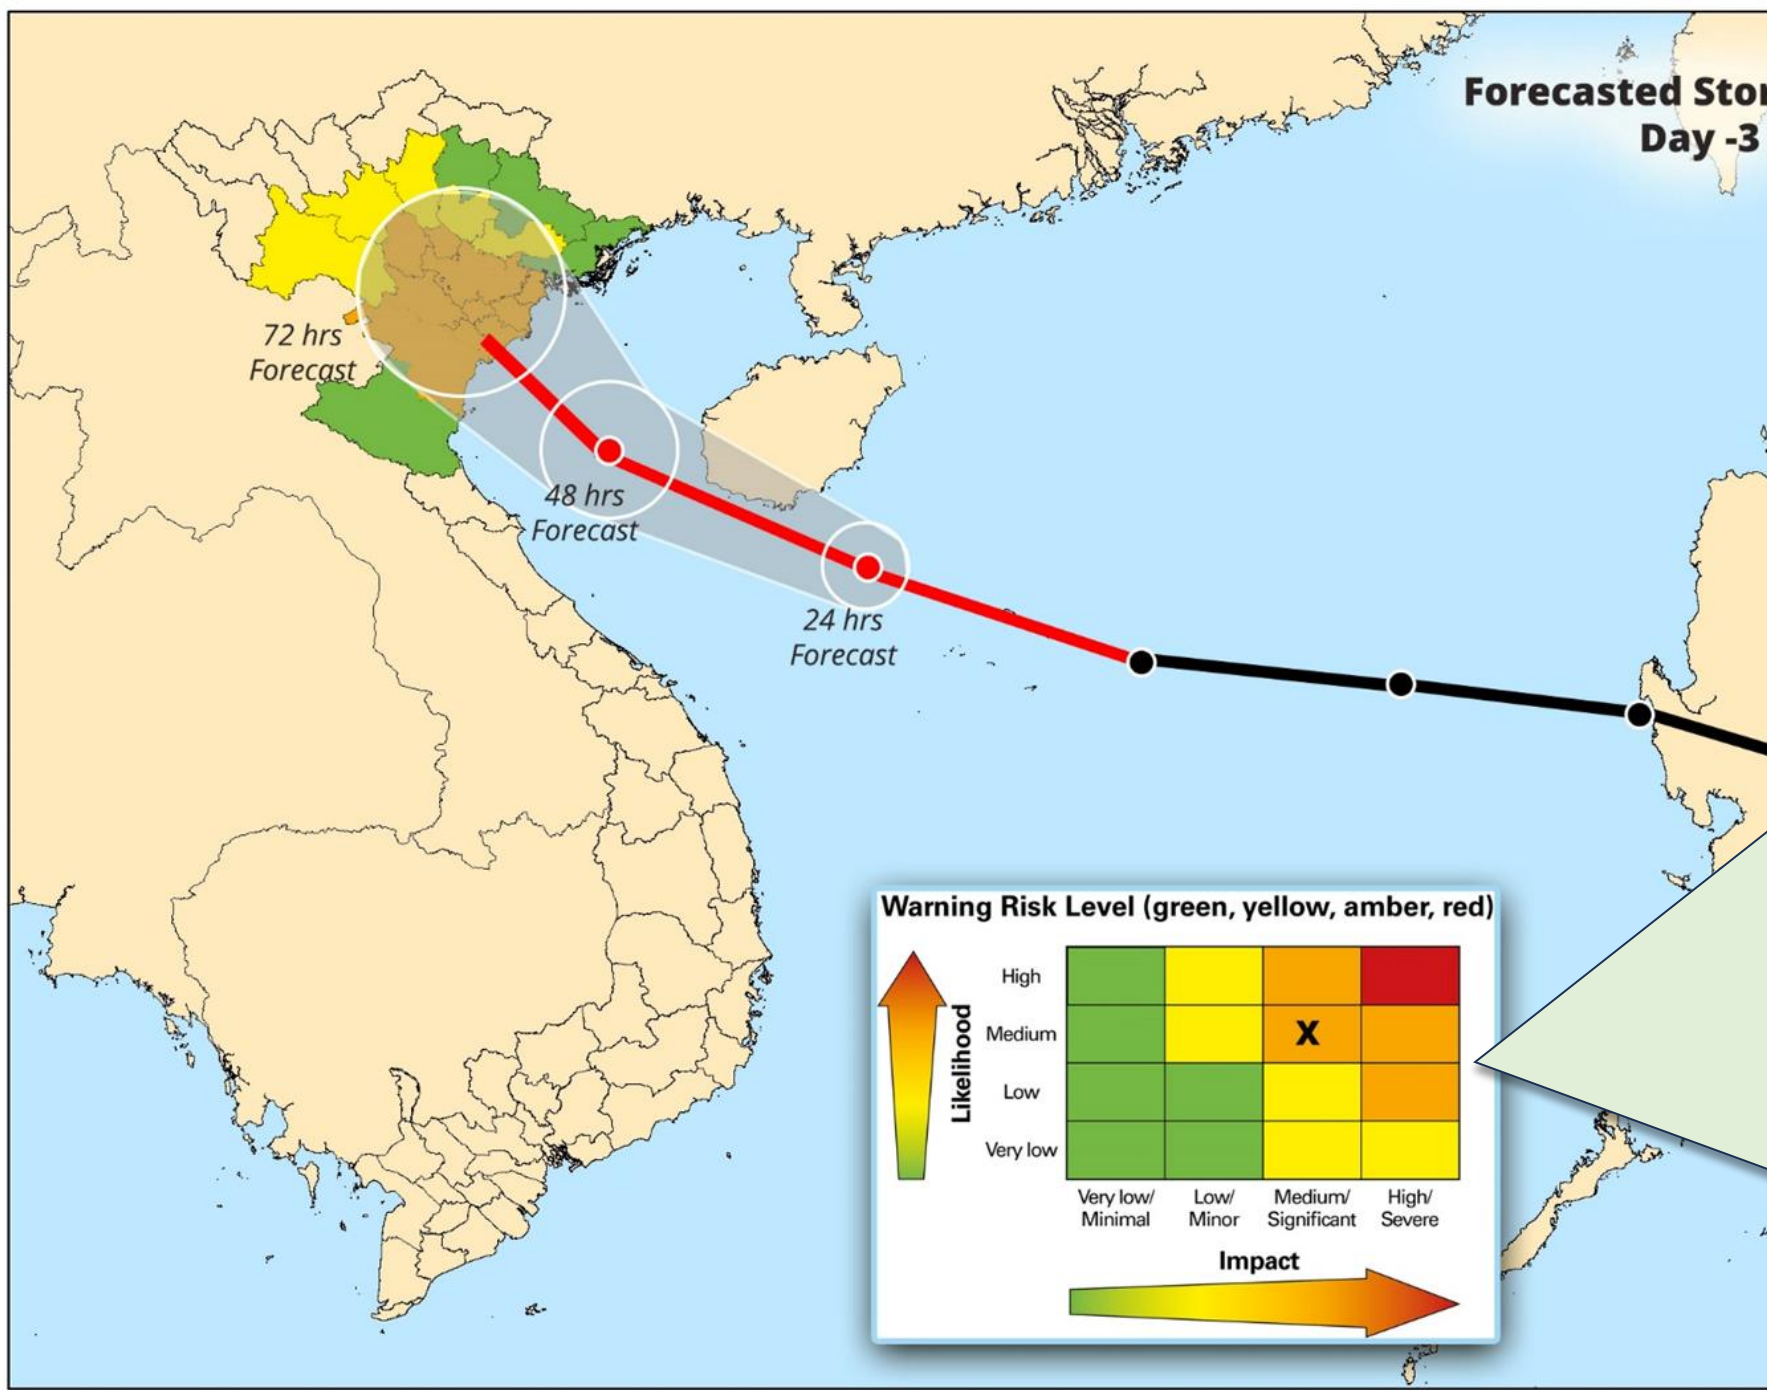 Forecasted Stor
Day -3
72 hrs
Forecast
48 hrs
Forecast
24 hrs
Forecast
Warning Risk Level (green, yellow, amber, red)
Likelihood
High
Medium
X
Low
Very low
Very low/ Low/ Medium/ High/
Minimal Minor Significant Severe
Impact